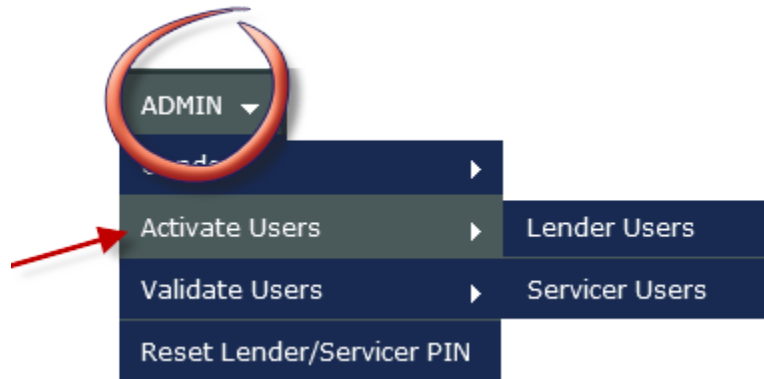 ADMIN
Activate Users
Lender Users
Validate Users
Servicer Users
Reset Lender/Servicer PIN